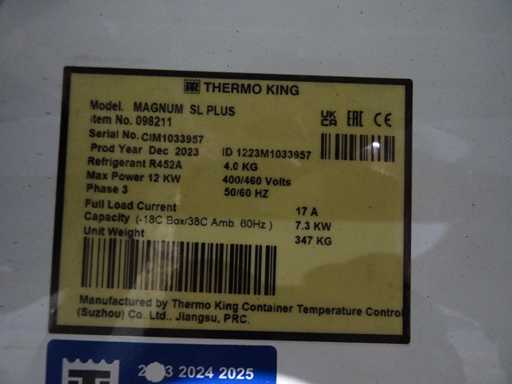 THERMO KING
Model. MAGNUM SL PLUS
Item No. 098211
Serial No. CIM1033957
Prod Year Dec 2023 ID 1223M1033957
Refrigerant R452A 4.0 KG
Max Power 12 KW 400/460 Volts
Phase 3 50/60 HZ
Full Load Current 17 A
Capacity (-18C Box/38C Amb. 60Hz ) 7.3 KW
Unit Weight 347 KG
UK CA EAC CE
Manufactured by Thermo King Container Temperature Control
(Suzhou) Co. Ltd., Jiangsu, PRC.
2023 2024 2025